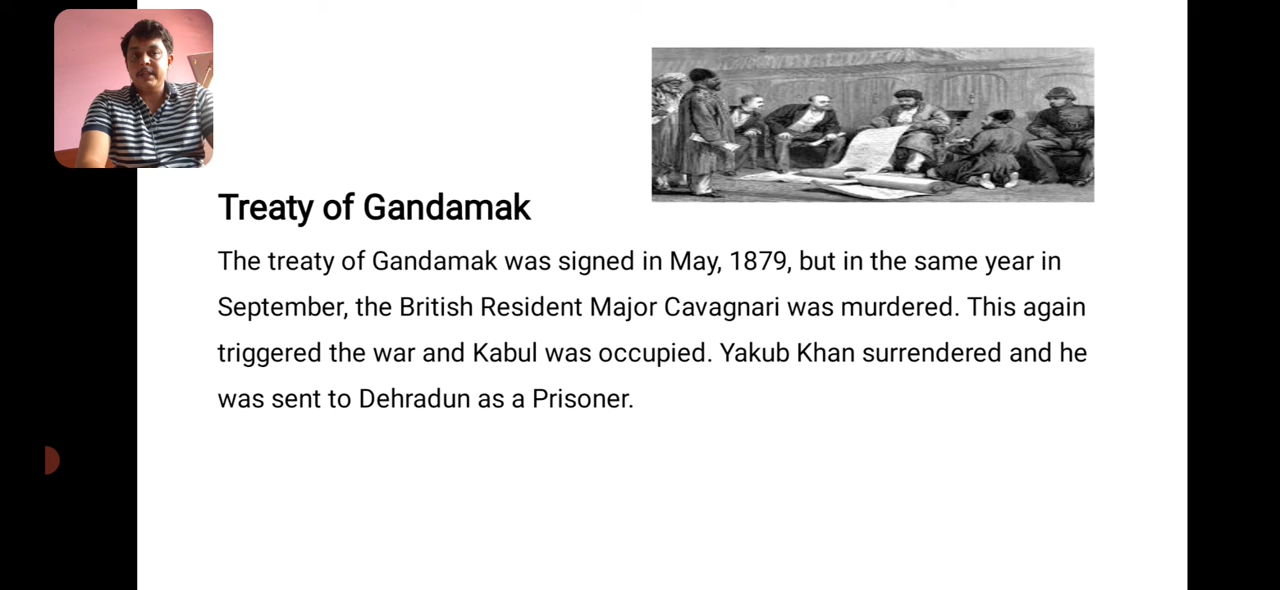 Treaty of Gandamak
The treaty of Gandamak was signed in May, 1879, but in the same year in
September, the British Resident Major Cavagnari was murdered. This again
triggered the war and Kabul was occupied. Yakub Khan surrendered and he
was sent to Dehradun as a Prisoner.